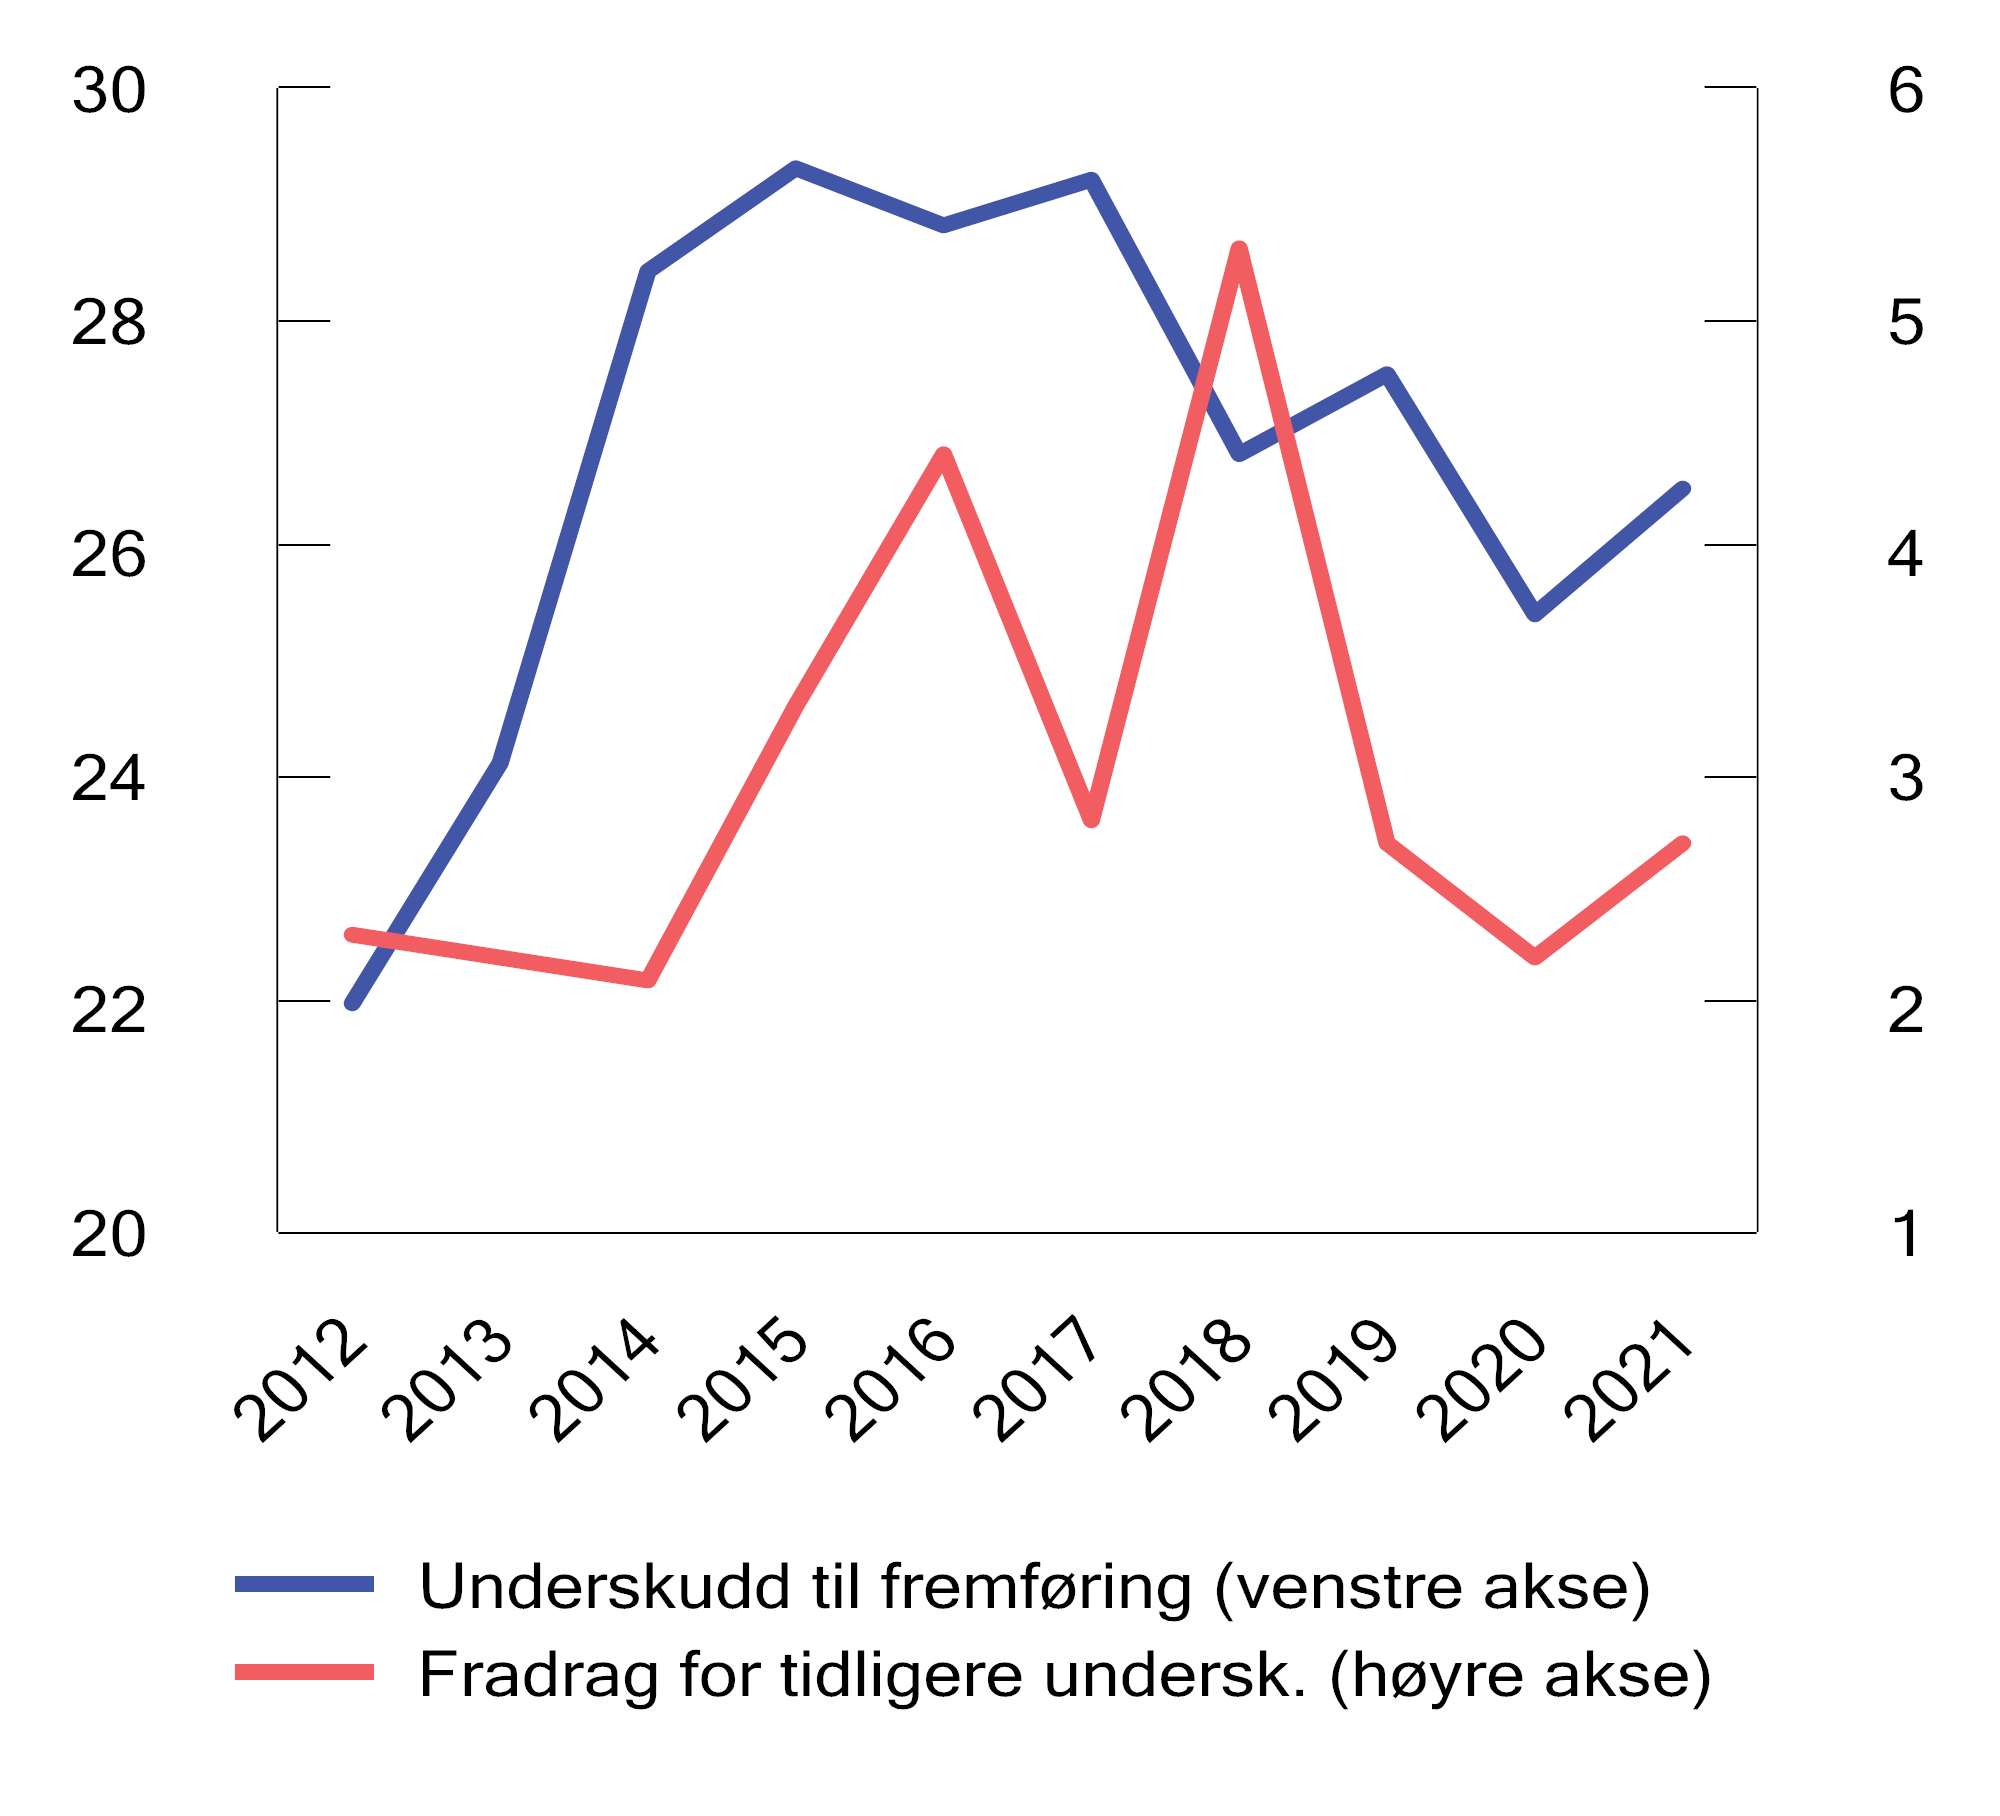 30 6
28 5
26 4
24 3
22 2
20 1
2012 2013 2014 2015 2016 2017 2018 2019 2020 2021
Underskudd til fremføring (venstre akse)
Fradrag for tidligere undersk. (høyre akse)